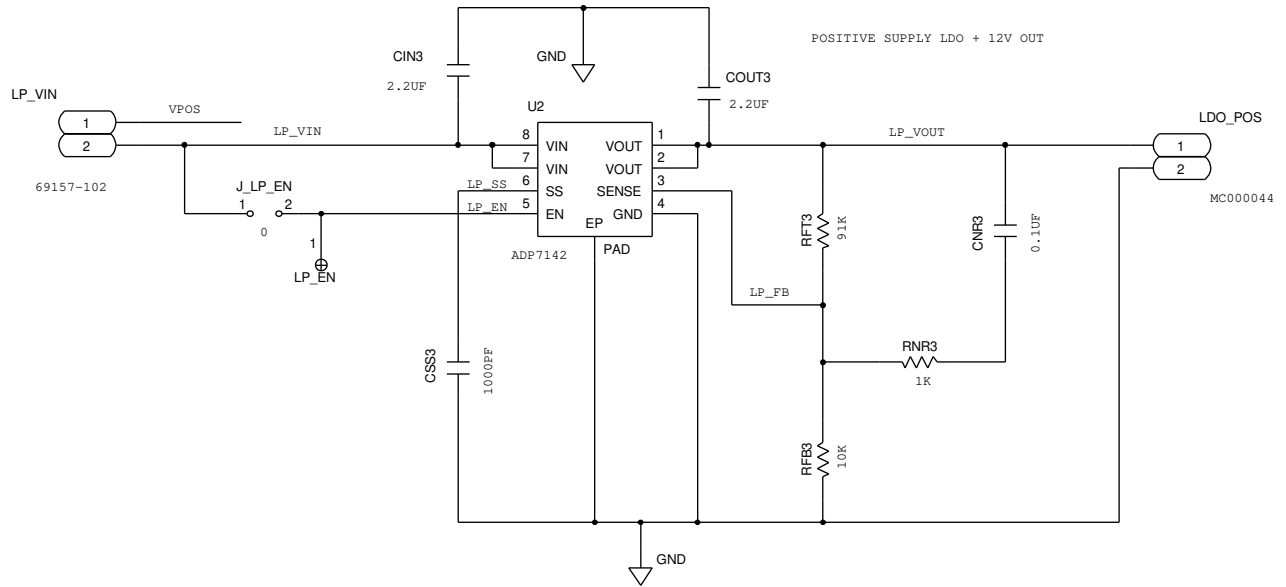 POSITIVE SUPPLY LDO + 12V OUT
CIN3
2.2UF
GND
COUT3
2.2UF
LP_VIN
1
2
69157-102
VPOS
LP_VIN
U2
8 VIN VOUT 1
7 VIN VOUT 2
6 SS SENSE 3
5 EN GND 4
EP
PAD
ADP7142
LP_SS
LP_EN
J_LP_EN
1 2
0
1
LP_EN
LP_VOUT
LDO_POS
1
2
MC000044
RFT3
91K
CNR3
0.1UF
LP_FB
RNR3
1K
CSS3
1000PF
RFB3
10K
GND